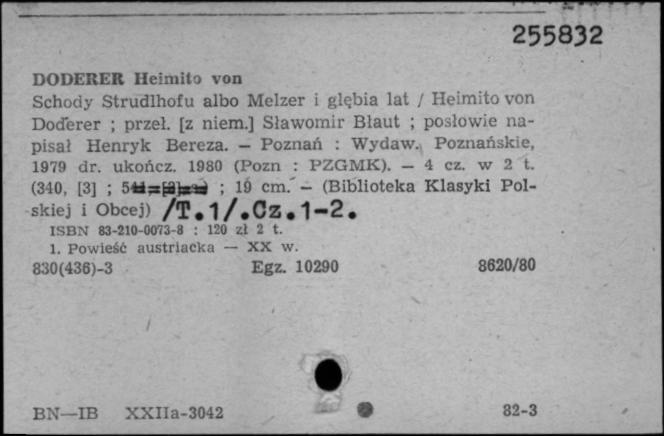 255832
DODERER Heimito von
Schody Strudlhofu albo Melzer i głębia lat / Heimito von
Doderer ; przeł. [z niem.] Sławomir Błaut ; posłowie na-
pisał Henryk Bereza. — Poznań : Wydaw. Poznańskie,
1979 dr. ukończ. 1980 (Pozn : PZGMK). — 4 cz. w 2 t.
(340, [3] ; 19 cm. — (Biblioteka Klasyki Pol-
skiej i Obcej) /T.1/.Cz.1-2.
ISBN 83-210-0073-8 : 120 zł 2 t.
1. Powieść austriacka — XX w.
830(436)-3 Egz. 10290 8620/80
BN—IB XXIIa-3042 82-3